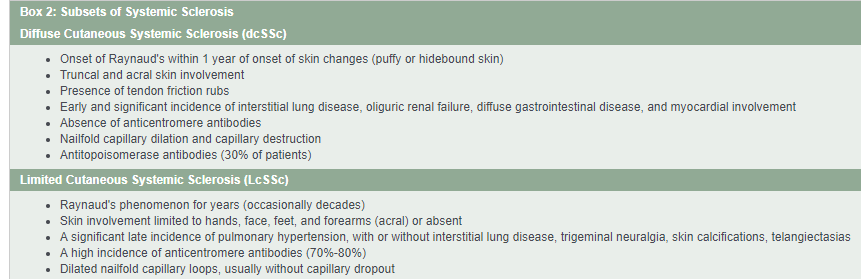 Box 2: Subsets of Systemic Sclerosis
Diffuse Cutaneous Systemic Sclerosis (dcSSc)
• Onset of Raynaud's within 1 year of onset of skin changes (puffy or hidebound skin)
• Truncal and acral skin involvement
• Presence of tendon friction rubs
• Early and significant incidence of interstitial lung disease, oliguric renal failure, diffuse gastrointestinal disease, and myocardial involvement
• Absence of anticentromere antibodies
• Nailfold capillary dilation and capillary destruction
• Antitopoisomerase antibodies (30% of patients)
Limited Cutaneous Systemic Sclerosis (LcSSc)
• Raynaud's phenomenon for years (occasionally decades)
• Skin involvement limited to hands, face, feet, and forearms (acral) or absent
• A significant late incidence of pulmonary hypertension, with or without interstitial lung disease, trigeminal neuralgia, skin calcifications, telangiectasias
• A high incidence of anticentromere antibodies (70%-80%)
• Dilated nailfold capillary loops, usually without capillary dropout